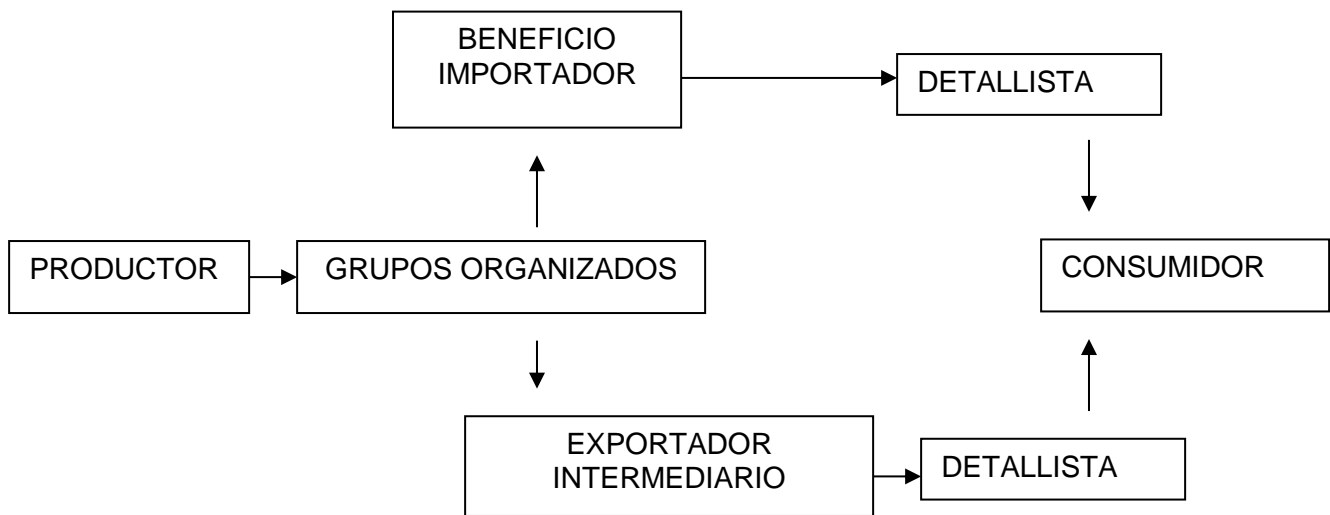 BENEFICIO
IMPORTADOR
DETALLISTA
PRODUCTOR
GRUPOS ORGANIZADOS
CONSUMIDOR
EXPORTADOR
INTERMEDIARIO
DETALLISTA